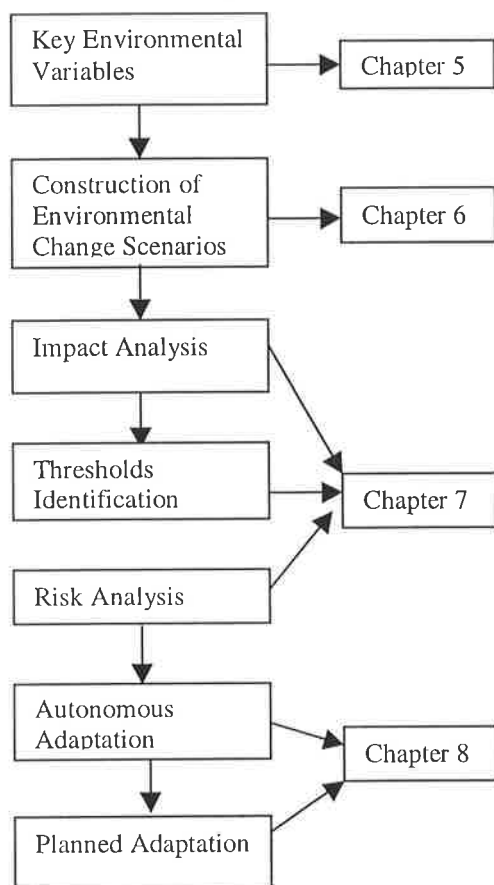 Key Environmental
Variables
Chapter 5
Construction of
Environmental
Change Scenarios
Chapter 6
Impact Analysis
Thresholds
Identification
Chapter 7
Risk Analysis
Autonomous
Adaptation
Chapter 8
Planned Adaptation